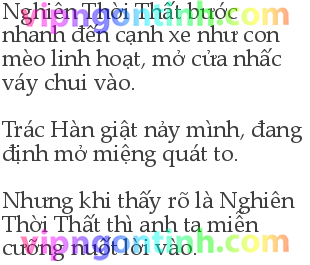 Nghiên Thời Thất bước
nhanh đến cạnh xe như con
mèo linh hoạt, mở cửa nhấc
váy chui vào.
Trác Hàn giật nảy mình, đang
định mở miệng quát to.
Nhưng khi thấy rõ là Nghiên
Thời Thất thì anh ta miễn
cưỡng nuốt lời vào.
vipngontinh.com
vipngontinh.com